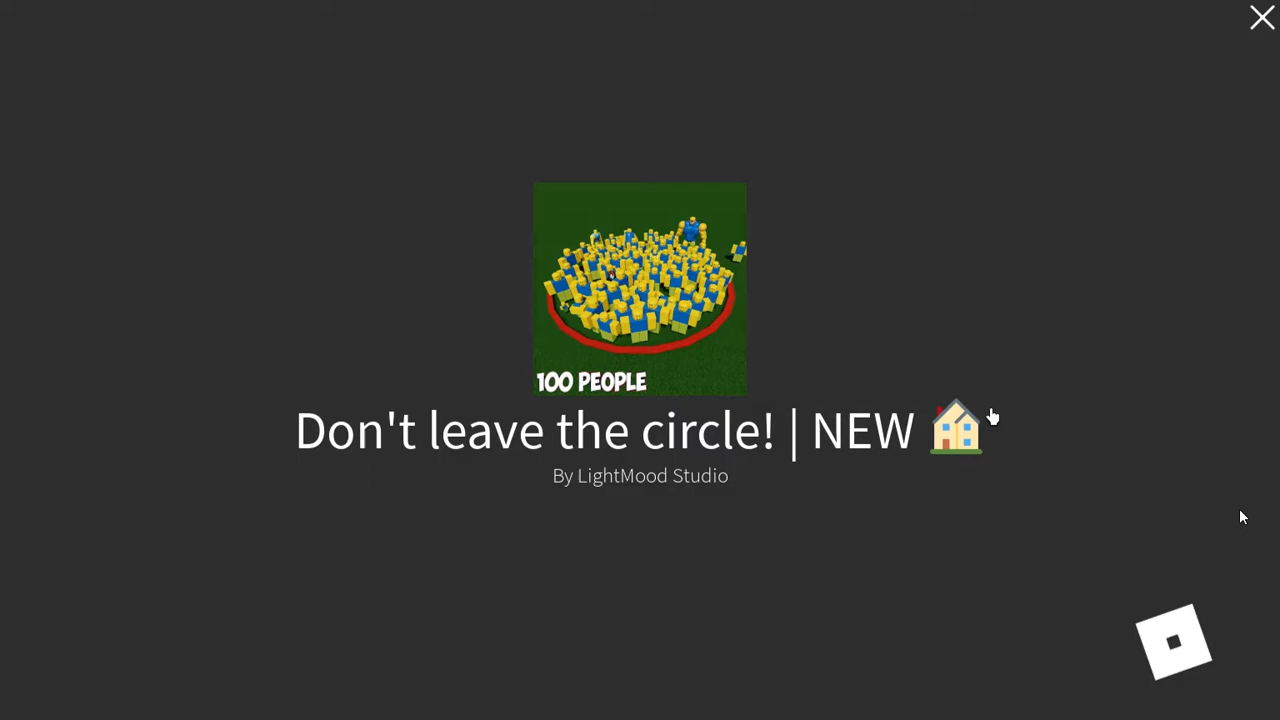 100 PEOPLE
Don't leave the circle! | NEW 🏠
By LightMood Studio